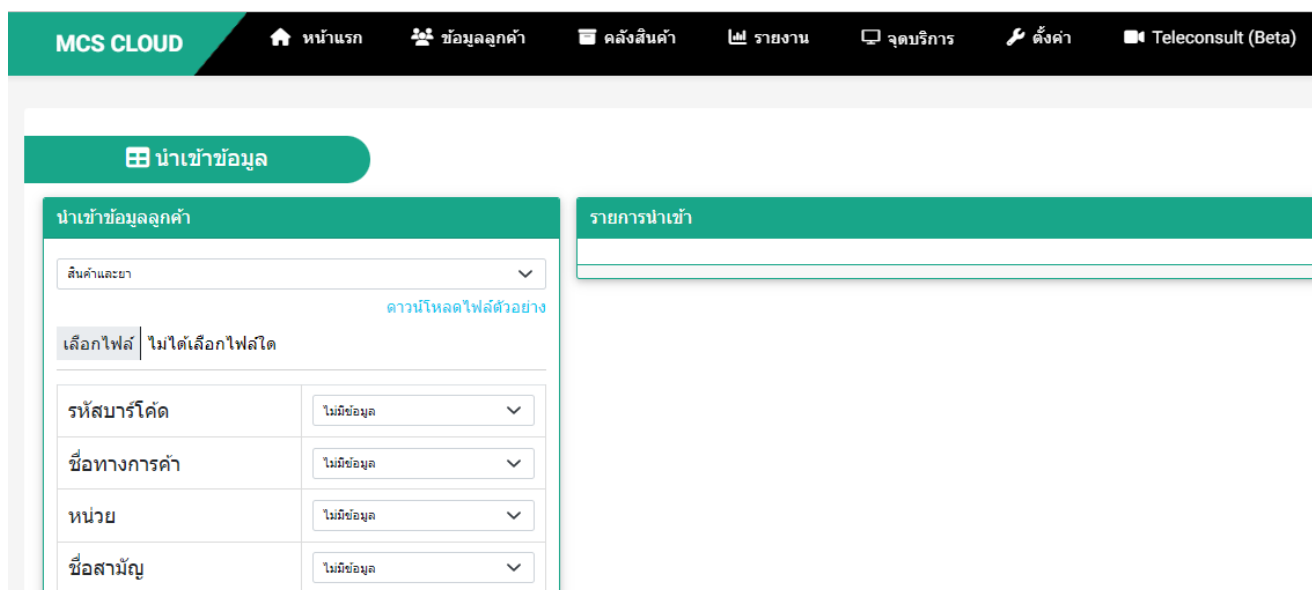 MCS CLOUD หน้าแรก ข้อมูลลูกค้า คลังสินค้า รายงาน จุดบริการ ตั้งค่า Teleconsult (Beta)
นำเข้าข้อมูล
นำเข้าข้อมูลลูกค้า
สินค้าและยา
ดาวน์โหลดไฟล์ตัวอย่าง
เลือกไฟล์ ไม่ได้เลือกไฟล์ใด
รหัสบาร์โค้ด ไม่มีข้อมูล
ชื่อทางการค้า ไม่มีข้อมูล
หน่วย ไม่มีข้อมูล
ชื่อสามัญ ไม่มีข้อมูล
รายการนำเข้า